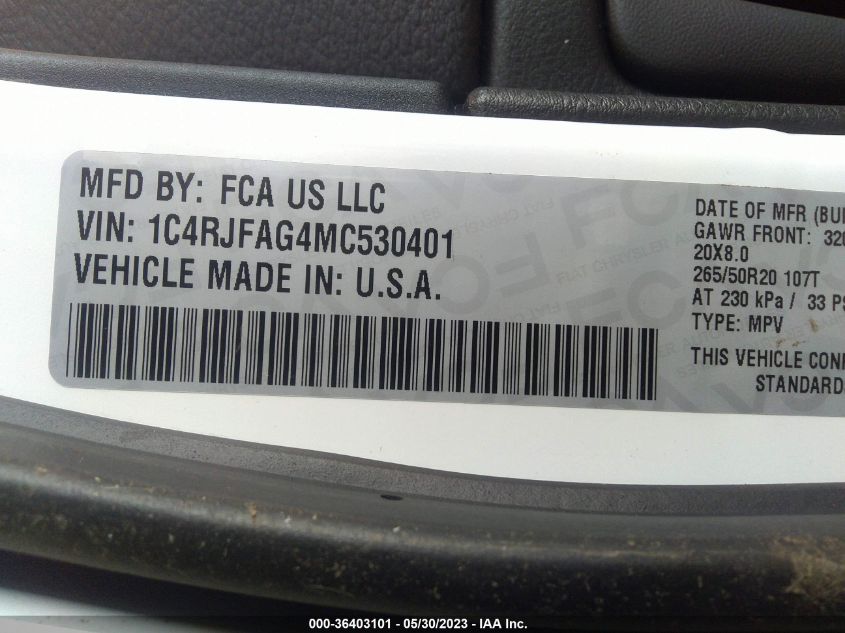 MFD BY: FCA US LLC
VIN: 1C4RJFAG4MC530401
VEHICLE MADE IN: U.S.A.
DATE OF MFR
GAWR FRONT:
20X8.0
265/50R20 107T
AT 230 kPa / 33
TYPE: MPV
THIS VEHICLE
000-36403101 - 05/30/2023 - IAA Inc.